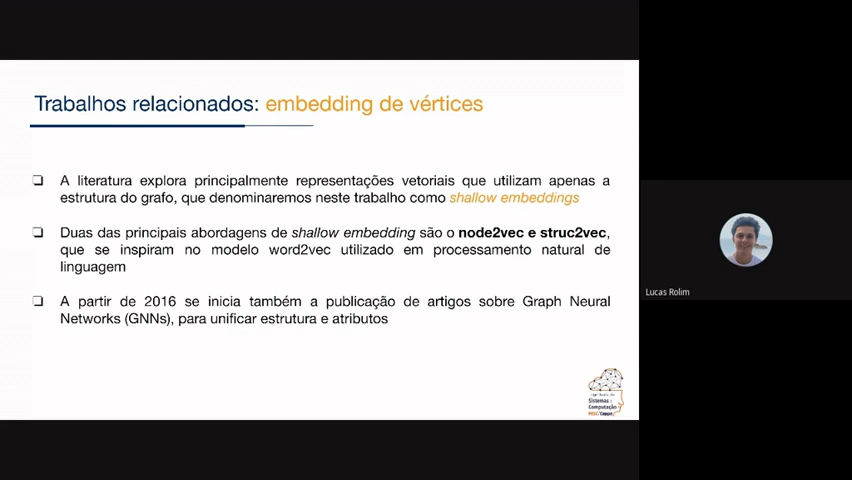 Trabalhos relacionados: embedding de vértices
❏ A literatura explora principalmente representações vetoriais que utilizam apenas a
estrutura do grafo, que denominaremos neste trabalho como shallow embeddings
❏ Duas das principais abordagens de shallow embedding são o node2vec e struc2vec,
que se inspiram no modelo word2vec utilizado em processamento natural de
linguagem
❏ A partir de 2016 se inicia também a publicação de artigos sobre Graph Neural
Networks (GNNs), para unificar estrutura e atributos
Sistemas
Computação
Lucas Rolim